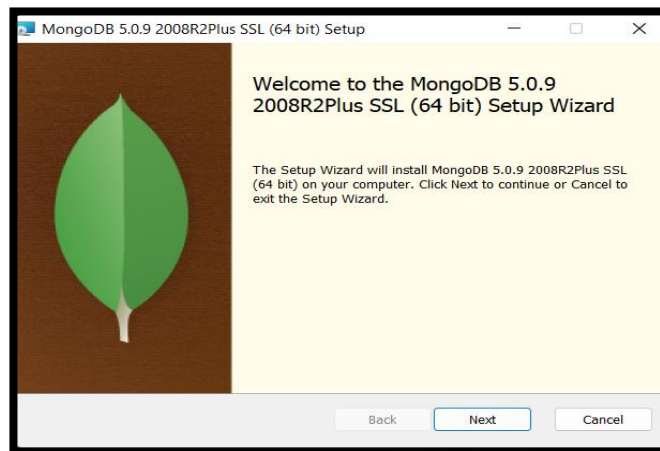 MongoDB 5.0.9 2008R2Plus SSL (64 bit) Setup
Welcome to the MongoDB 5.0.9
2008R2Plus SSL (64 bit) Setup Wizard
The Setup Wizard will install MongoDB 5.0.9 2008R2Plus SSL
(64 bit) on your computer. Click Next to continue or Cancel to
exit the Setup Wizard.
Back Next Cancel